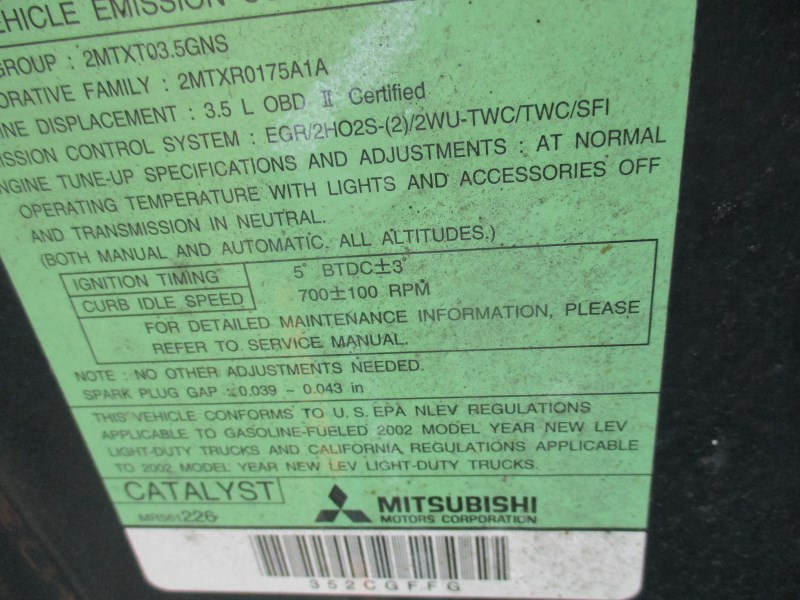 EHICLE EMISSION
GROUP : 2MTXT03.5GNS
ORATIVE FAMILY : 2MTXR0175A1A
INE DISPLACEMENT : 3.5 L OBD II Certified
ISSION CONTROL SYSTEM : EGR/2HO2S-(2)/2WU-TWC/TWC/SFI
NGINE TUNE-UP SPECIFICATIONS AND ADJUSTMENTS : AT NORMAL
OPERATING TEMPERATURE WITH LIGHTS AND ACCESSORIES OFF
AND TRANSMISSION IN NEUTRAL.
(BOTH MANUAL AND AUTOMATIC. ALL ALTITUDES.)
IGNITION TIMING 5° BTDC±3°
CURB IDLE SPEED 700±100 RPM
FOR DETAILED MAINTENANCE INFORMATION, PLEASE
REFER TO SERVICE MANUAL.
NOTE : NO OTHER ADJUSTMENTS NEEDED.
SPARK PLUG GAP : 0.039 ~ 0.043 in
THIS VEHICLE CONFORMS TO U.S. EPA NLEV REGULATIONS
APPLICABLE TO GASOLINE-FUELED 2002 MODEL YEAR NEW LEV
LIGHT-DUTY TRUCKS AND CALIFORNIA REGULATIONS APPLICABLE
TO 2002 MODEL YEAR NEW LEV LIGHT-DUTY TRUCKS.
CATALYST
MR561226
MITSUBISHI
MOTORS CORPORATION
352CGFFG